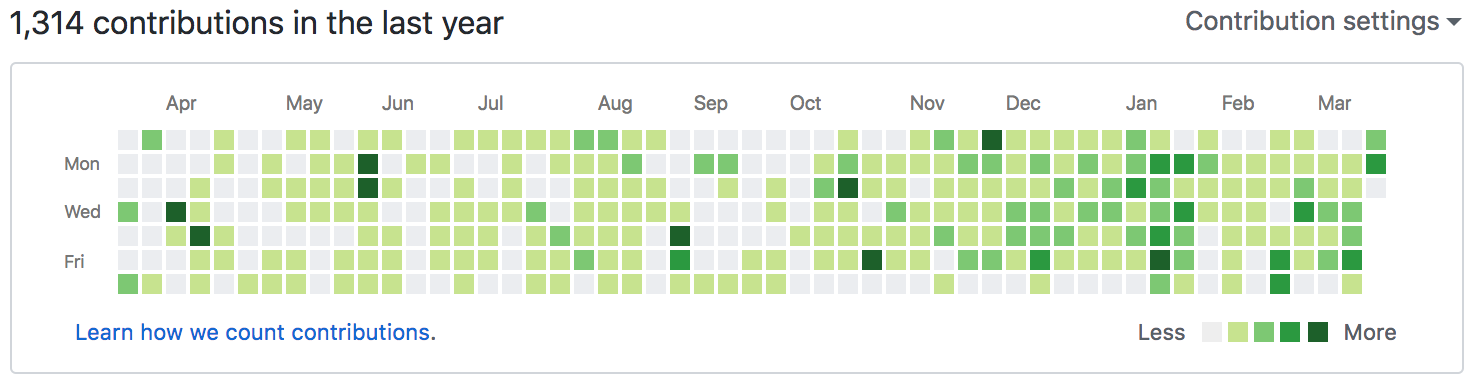 1,314 contributions in the last year
Contribution settings
Apr May Jun Jul Aug Sep Oct Nov Dec Jan Feb Mar
Mon
Wed
Fri
Learn how we count contributions.
Less More